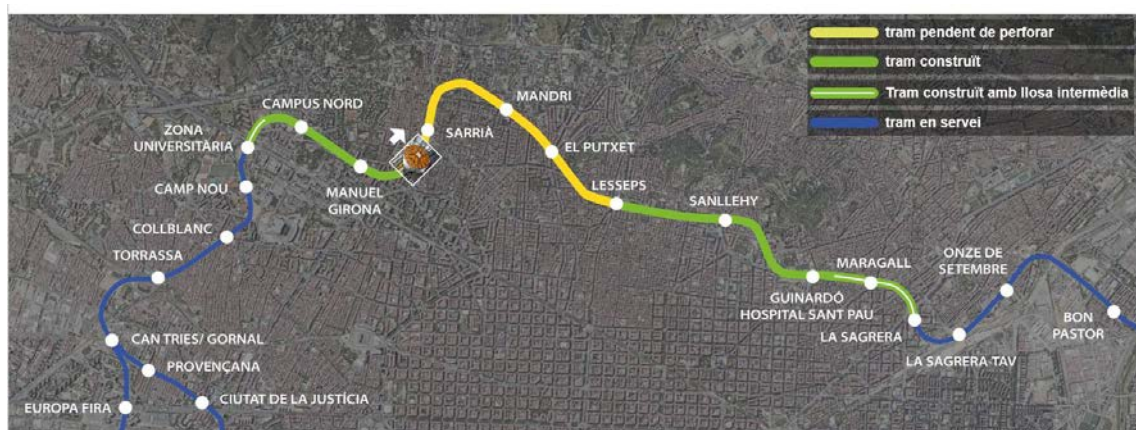 tram pendent de perforar
tram construït
Tram construït amb llosa intermèdia
tram en servei
CAMPUS NORD
ZONA
UNIVERSITÀRIA
CAMP NOU
COLLBLANC
TORRASSA
CAN TRIES/ GORNAL
PROVENÇANA
EUROPA FIRA
CIUTAT DE LA JUSTÍCIA
MANUEL
GIRONA
SARRIÀ
MANDRI
EL PUTXET
LESSEPS
SANLLEHY
MARAGALL
GUINARDÓ
HOSPITAL SANT PAU
LA SAGRERA
LA SAGRERA TAV
ONZE DE
SETEMBRE
BON
PASTOR